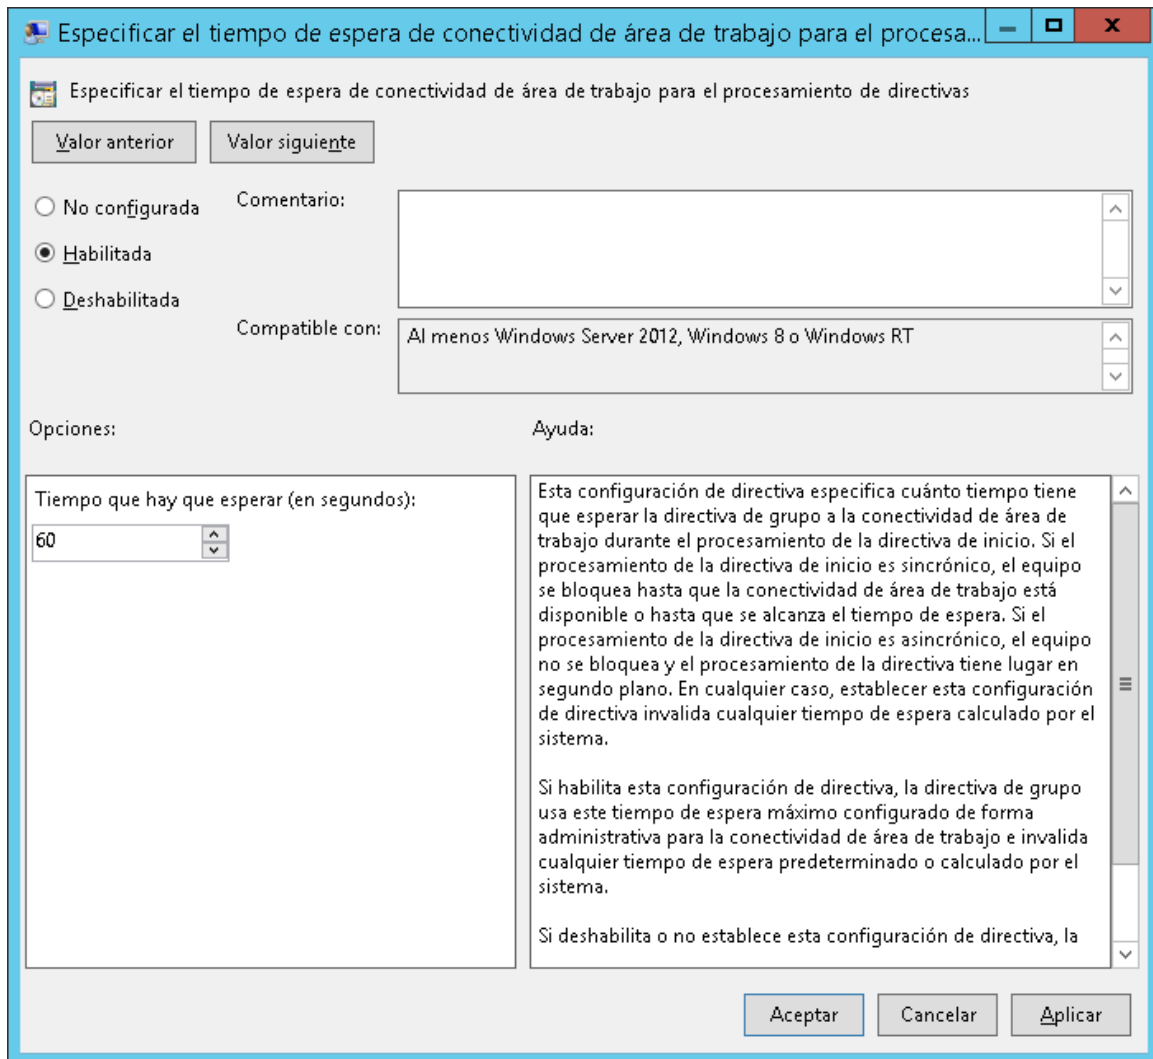 Especificar el tiempo de espera de conectividad de área de trabajo para el procesa...
Especificar el tiempo de espera de conectividad de área de trabajo para el procesamiento de directivas
Valor anterior
Valor siguiente
No configurada
Habilitada
Deshabilitada
Comentario:
Compatible con:
Al menos Windows Server 2012, Windows 8 o Windows RT
Opciones:
Ayuda:
Tiempo que hay que esperar (en segundos):
60
Esta configuración de directiva especifica cuánto tiempo tiene
que esperar la directiva de grupo a la conectividad de área de
trabajo durante el procesamiento de la directiva de inicio. Si el
procesamiento de la directiva de inicio es sincrónico, el equipo
se bloquea hasta que la conectividad de área de trabajo está
disponible o hasta que se alcanza el tiempo de espera. Si el
procesamiento de la directiva de inicio es asincrónico, el equipo
no se bloquea y el procesamiento de la directiva tiene lugar en
segundo plano. En cualquier caso, establecer esta configuración
de directiva invalida cualquier tiempo de espera calculado por el
sistema.
Si habilita esta configuración de directiva, la directiva de grupo
usa este tiempo de espera máximo configurado de forma
administrativa para la conectividad de área de trabajo e invalida
cualquier tiempo de espera predeterminado o calculado por el
sistema.
Si deshabilita o no establece esta configuración de directiva, la
Aceptar
Cancelar
Aplicar